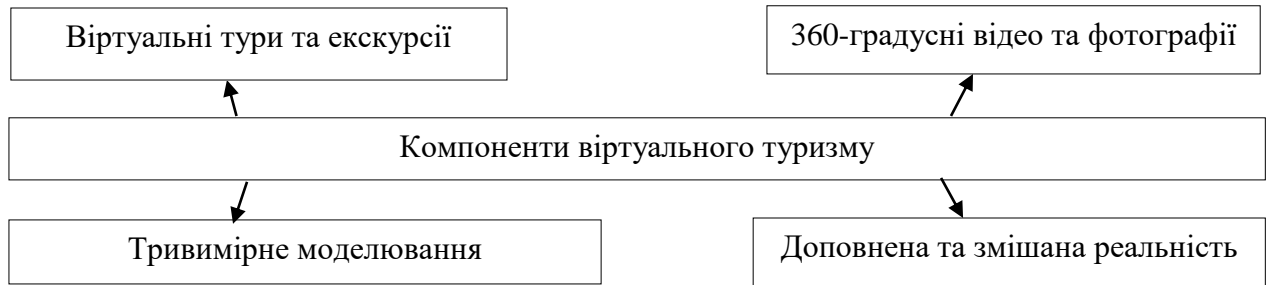 Віртуальні тури та екскурсії
360-градусні відео та фотографії
Компоненти віртуального туризму
Тривимірне моделювання
Доповнена та змішана реальність